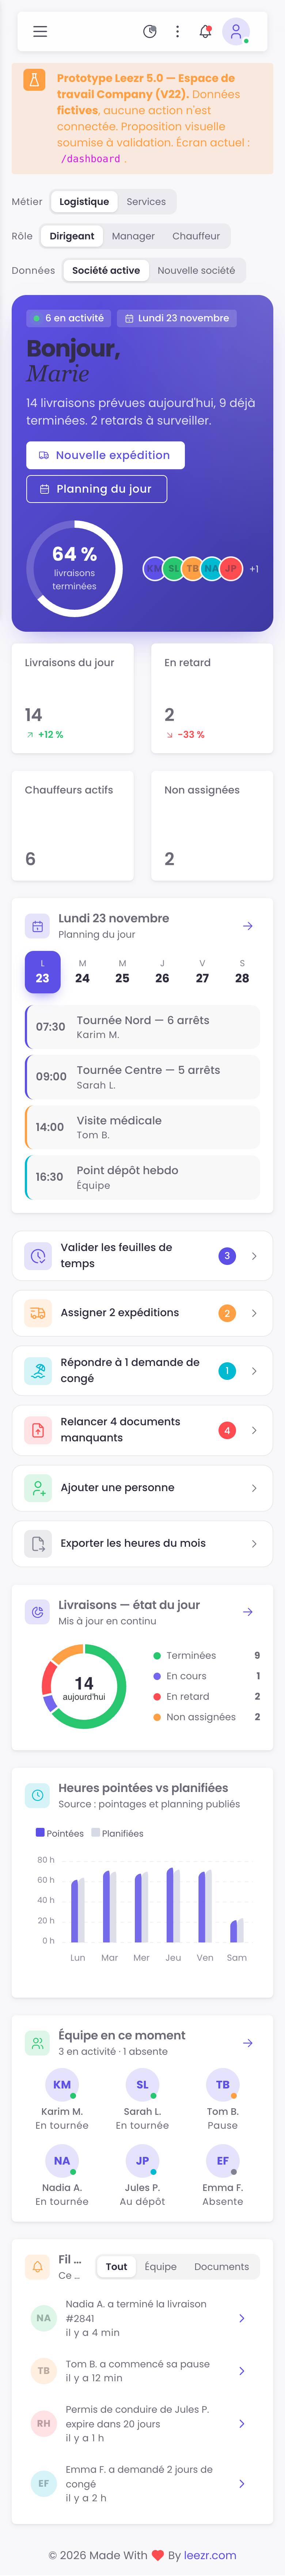 Prototype Leezr 5.0 — Espace de
travail Company (V22). Données
fictives, aucune action n'est
connectée. Proposition visuelle
soumise à validation. Écran actuel :
/dashboard .
Métier Logistique Services
Rôle Dirigeant Manager Chauffeur
Données Société active Nouvelle société
6 en activité Lundi 23 novembre
Bonjour,
Marie
14 livraisons prévues aujourd'hui, 9 déjà
terminées. 2 retards à surveiller.
Nouvelle expédition
Planning du jour
64 %
livraisons
terminées
KM SL TB NA JP +1
Livraisons du jour
14
+12 %
En retard
2
-33 %
Chauffeurs actifs
6
Non assignées
2
Lundi 23 novembre
Planning du jour
L M M J V S
23 24 25 26 27 28
07:30 Tournée Nord — 6 arrêts
Karim M.
09:00 Tournée Centre — 5 arrêts
Sarah L.
14:00 Visite médicale
Tom B.
16:30 Point dépôt hebdo
Équipe
Valider les feuilles de
temps
3
Assigner 2 expéditions 2
Répondre à 1 demande de
congé
1
Relancer 4 documents
manquants
4
Ajouter une personne
Exporter les heures du mois
Livraisons — état du jour
Mis à jour en continu
14
aujourd'hui
Terminées 9
En cours 1
En retard 2
Non assignées 2
Heures pointées vs planifiées
Source : pointages et planning publiés
Pointées Planifiées
80 h
60 h
40 h
20 h
0 h
Lun Mar Mer Jeu Ven Sam
Équipe en ce moment
3 en activité · 1 absente
KM SL TB
Karim M. Sarah L. Tom B.
En tournée En tournée Pause
NA JP EF
Nadia A. Jules P. Emma F.
En tournée Au dépôt Absente
Fil ...
Ce ...
Tout Équipe Documents
NA
Nadia A. a terminé la livraison
#2841
il y a 4 min
TB
Tom B. a commencé sa pause
il y a 12 min
RH
Permis de conduire de Jules P.
expire dans 20 jours
il y a 1 h
EF
Emma F. a demandé 2 jours de
congé
il y a 2 h
© 2026 Made With ❤️ By leezr.com